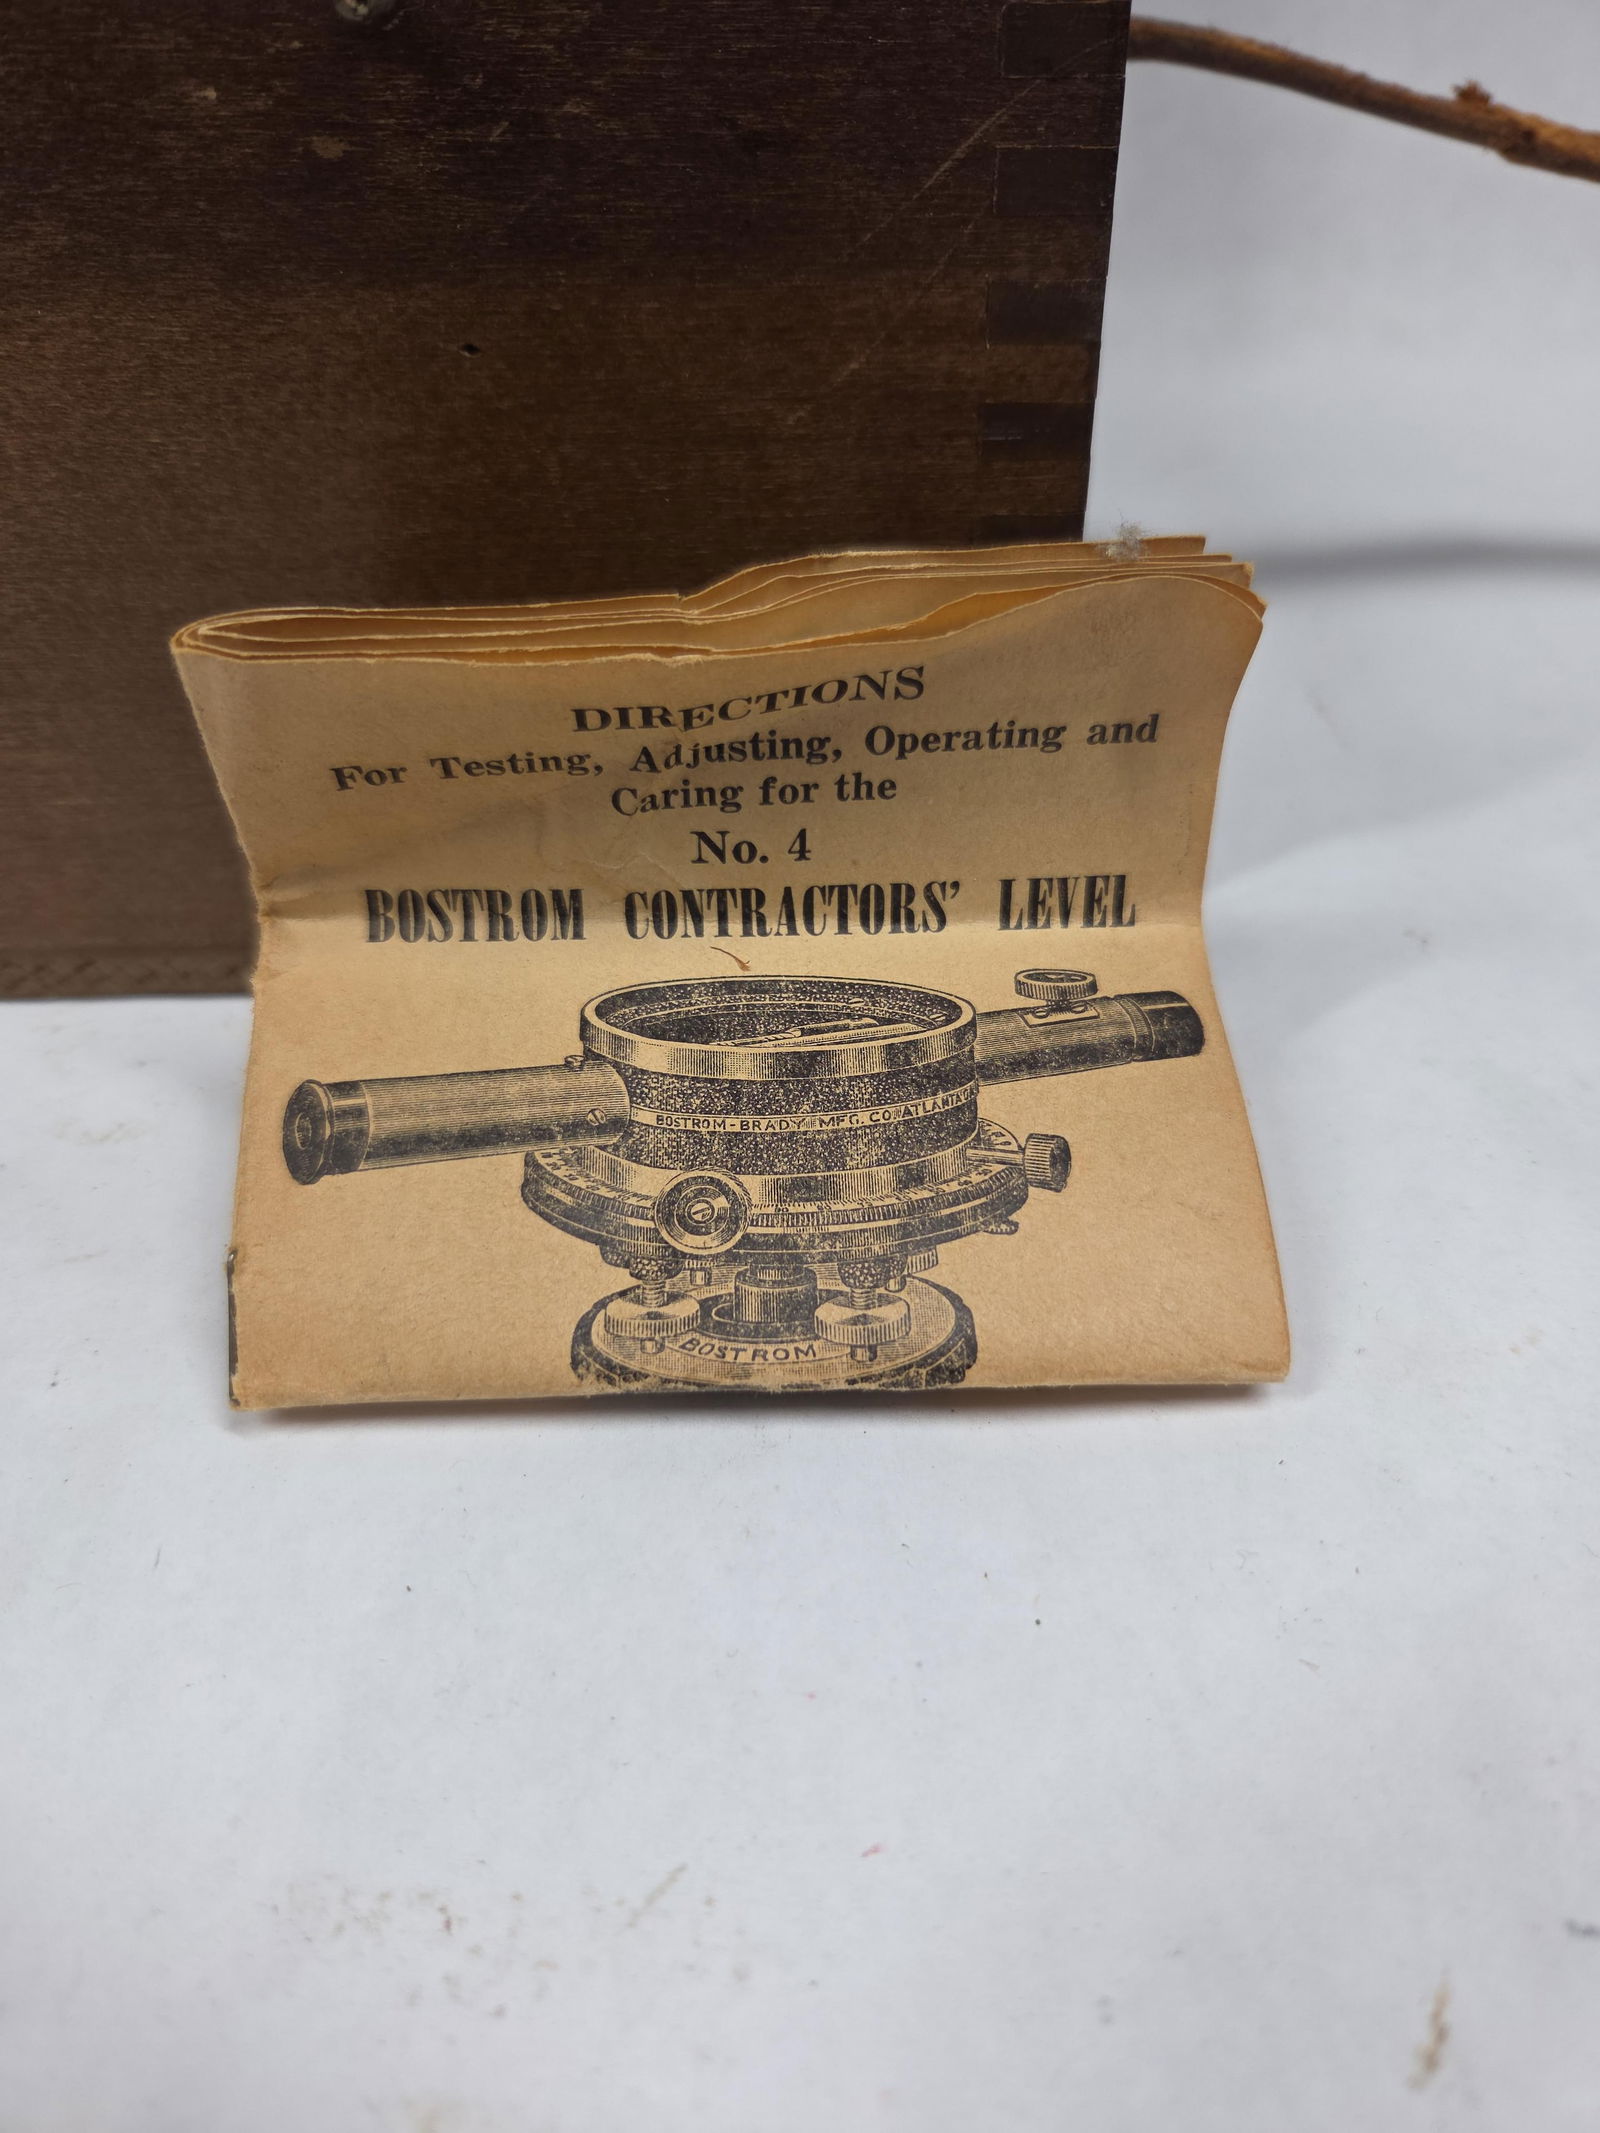 DIRECTIONS
For Testing, Adjusting, Operating and
Caring for the
No. 4
BOSTROM CONTRACTORS' LEVEL
BOSTROM-BRADY MFG. CO. ATLANTA
BOSTROM